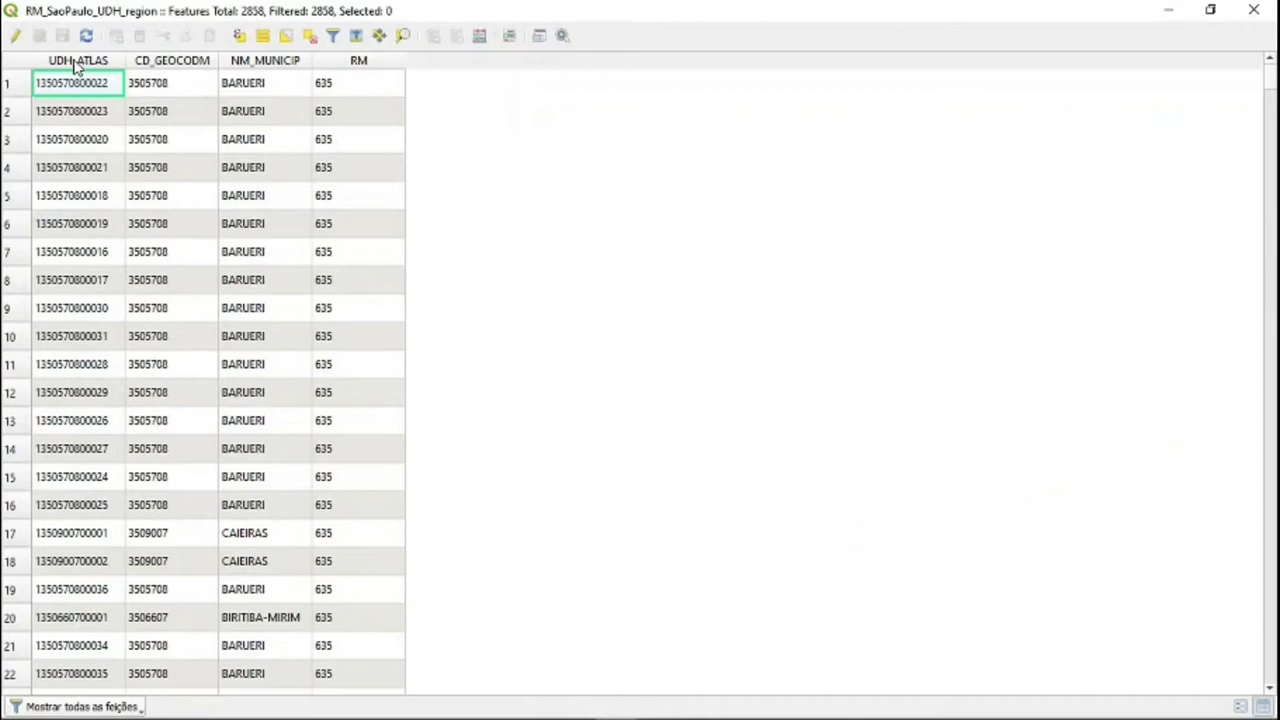 RM_SaoPaulo_UDH_region :: Features Total: 2858, Filtered: 2858, Selected: 0
UDH_ATLAS CD_GEOCODM NM_MUNICIP RM
1 1350570800022 3505708 BARUERI 635
2 1350570800023 3505708 BARUERI 635
3 1350570800020 3505708 BARUERI 635
4 1350570800021 3505708 BARUERI 635
5 1350570800018 3505708 BARUERI 635
6 1350570800019 3505708 BARUERI 635
7 1350570800016 3505708 BARUERI 635
8 1350570800017 3505708 BARUERI 635
9 1350570800030 3505708 BARUERI 635
10 1350570800031 3505708 BARUERI 635
11 1350570800028 3505708 BARUERI 635
12 1350570800029 3505708 BARUERI 635
13 1350570800026 3505708 BARUERI 635
14 1350570800027 3505708 BARUERI 635
15 1350570800024 3505708 BARUERI 635
16 1350570800025 3505708 BARUERI 635
17 1350900700001 3509007 CAIEIRAS 635
18 1350900700002 3509007 CAIEIRAS 635
19 1350570800036 3505708 BARUERI 635
20 1350660700001 3506607 BIRITIBA-MIRIM 635
21 1350570800034 3505708 BARUERI 635
22 1350570800035 3505708 BARUERI 635
Mostrar todas as feições